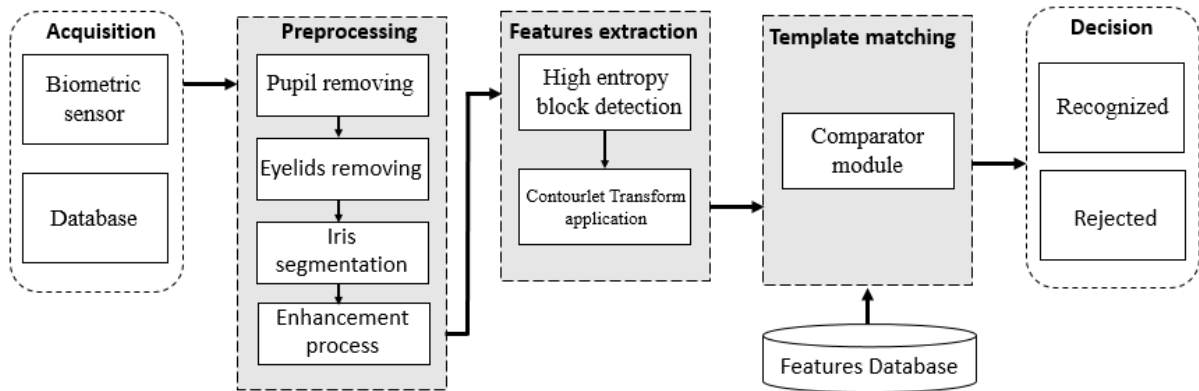 Acquisition
Biometric
sensor
Database
Preprocessing
Pupil removing
Eyelids removing
Iris
segmentation
Enhancement
process
Features extraction
High entropy
block detection
Contourlet Transform
application
Template matching
Comparator
module
Features Database
Decision
Recognized
Rejected